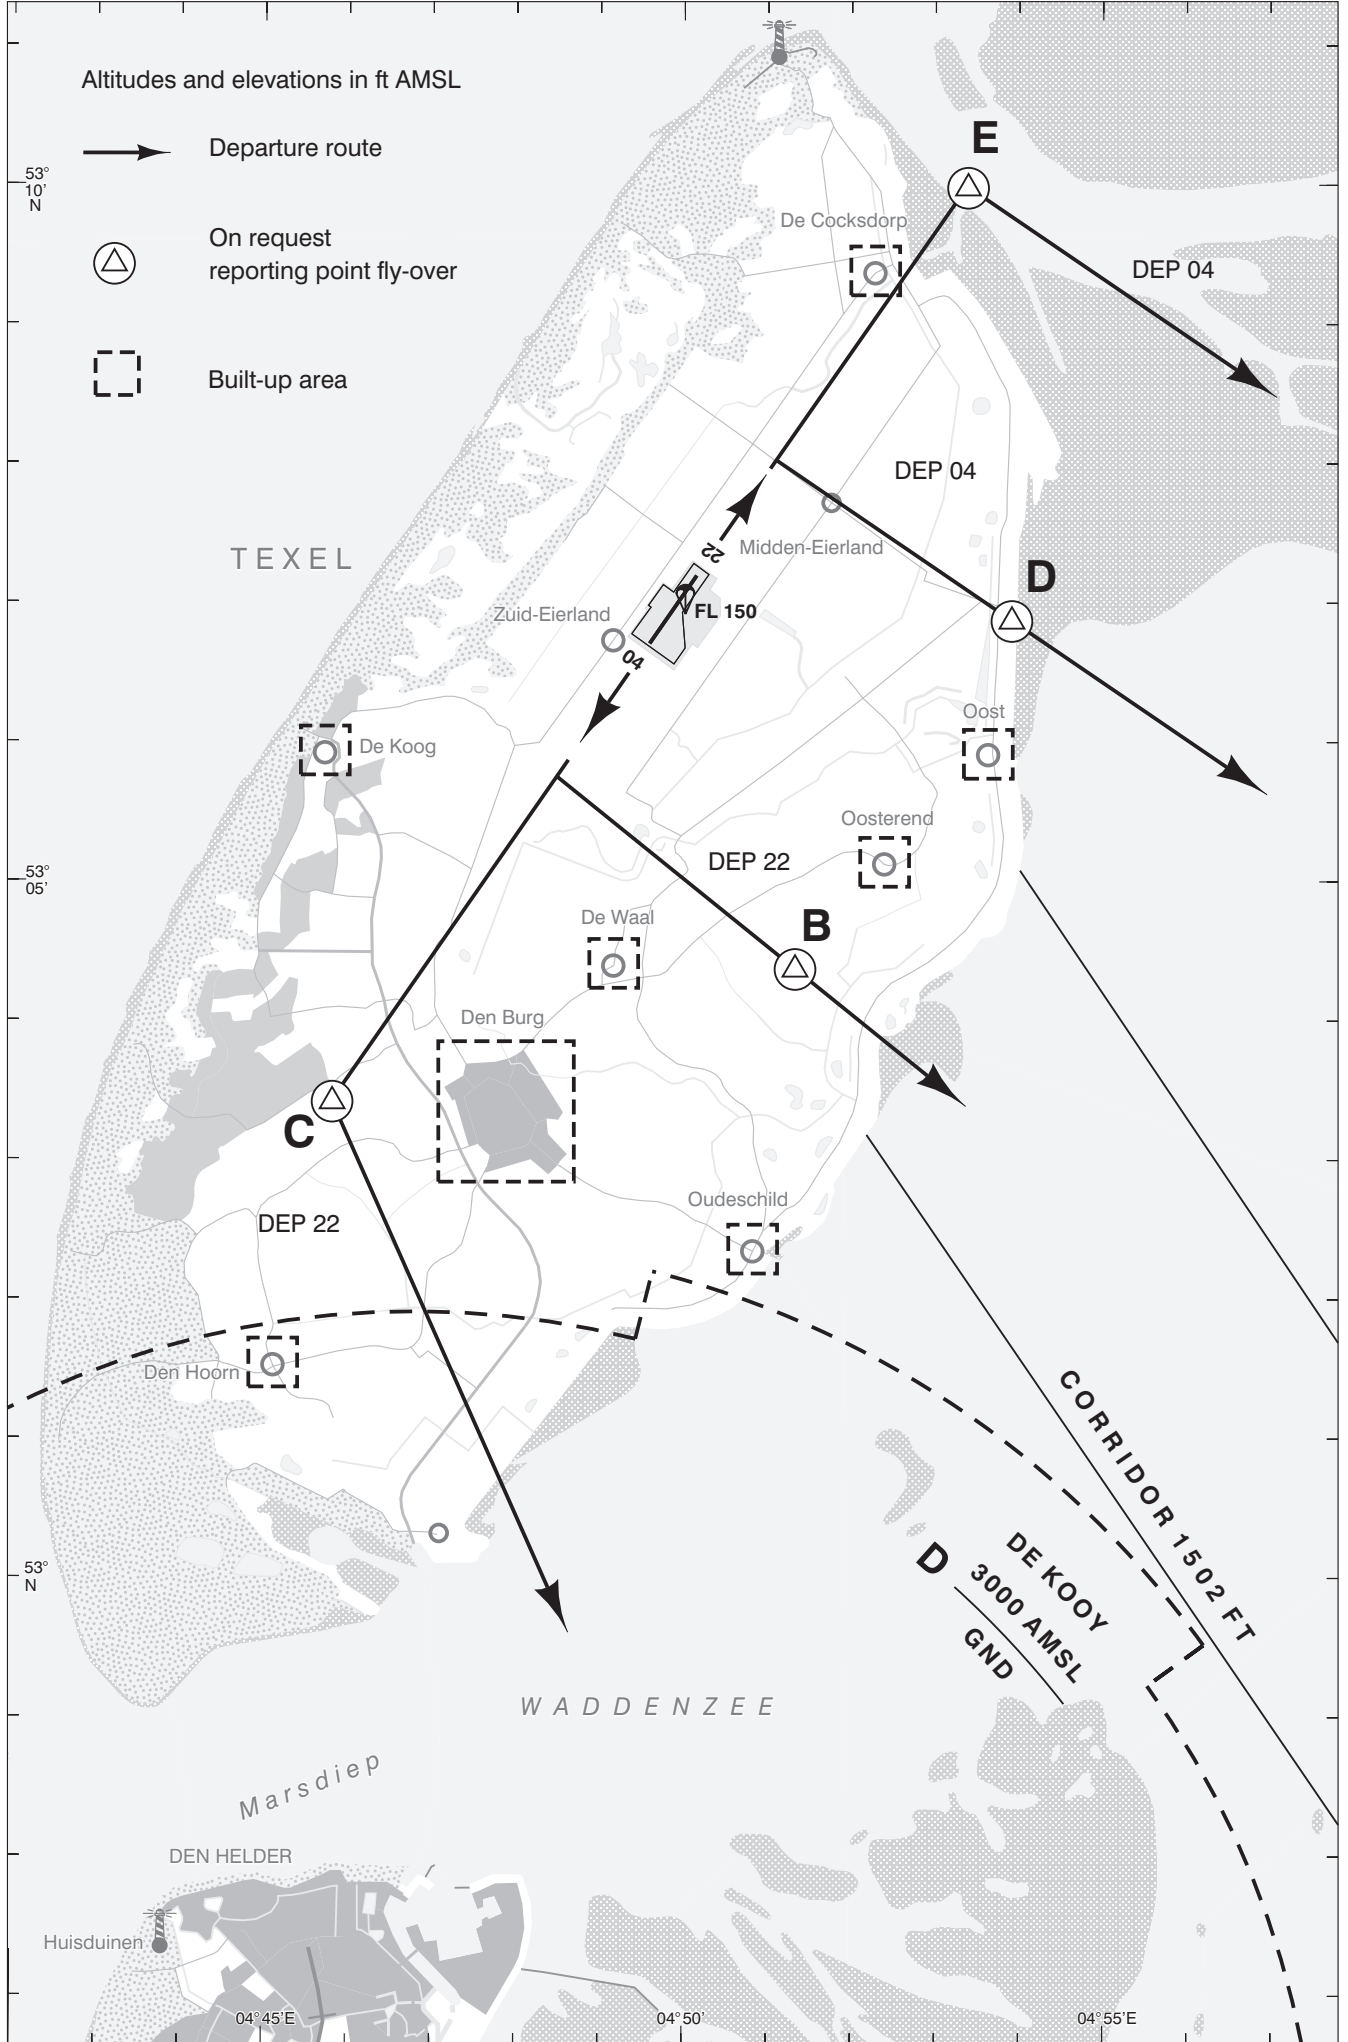 Altitudes and elevations in ft AMSL
Departure route
On request
reporting point fly-over
Built-up area
53°
10’
N
E
De Cocksdorp
DEP 04
DEP 04
TEXEL
22
Midden-Eierland
D
Zuid-Eierland
FL 150
04
Oost
De Koog
Oosterend
DEP 22
53°
05’
De Waal
B
Den Burg
C
Oudeschild
DEP 22
Den Hoorn
CORRIDOR 1502 FT
D
DE KOOY
3000 AMSL
GND
53°
N
WADDENZEE
Marsdiep
DEN HELDER
Huisduinen
04°45’E
04°50’
04°55’E